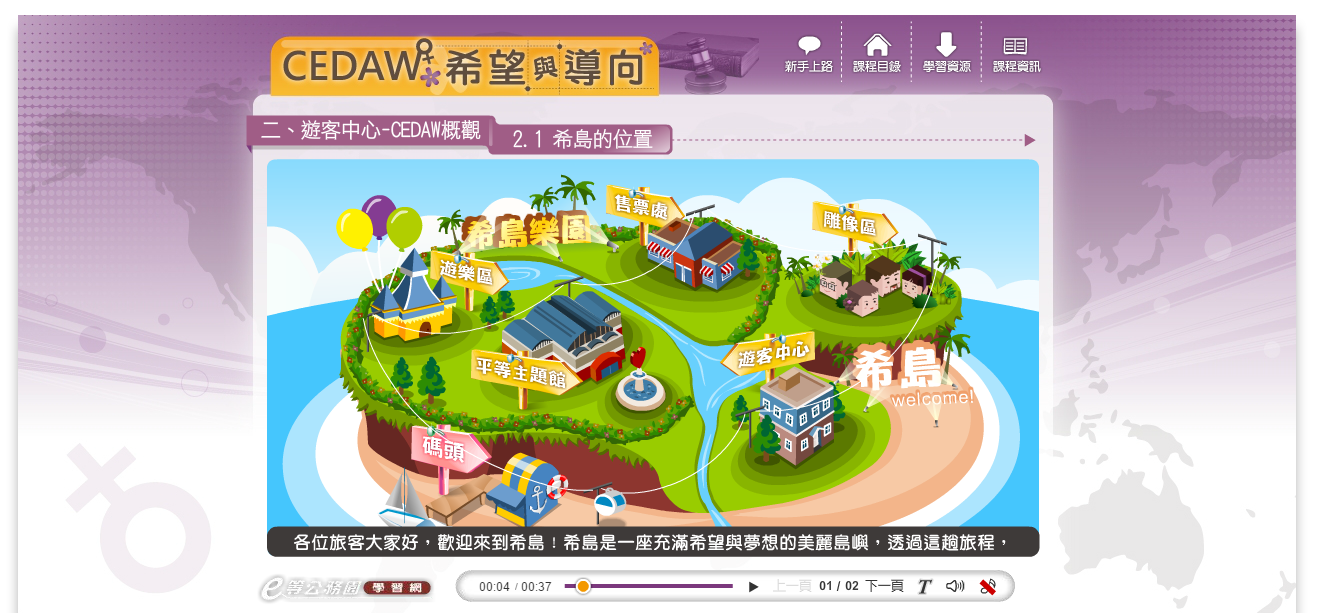 CEDAW希望與導向
新手上路
課程目錄
學習資源
課程資訊
二、遊客中心-CEDAW概觀
2.1 希島的位置
希島樂園
售票處
雕像區
遊樂區
平等主題館
遊客中心
希島
welcome!
碼頭
各位旅客大家好，歡迎來到希島！希島是一座充滿希望與夢想的美麗島嶼，透過這趟旅程，
e等公務園 學習網
00:04 / 00:37
上一頁 01 / 02 下一頁 T